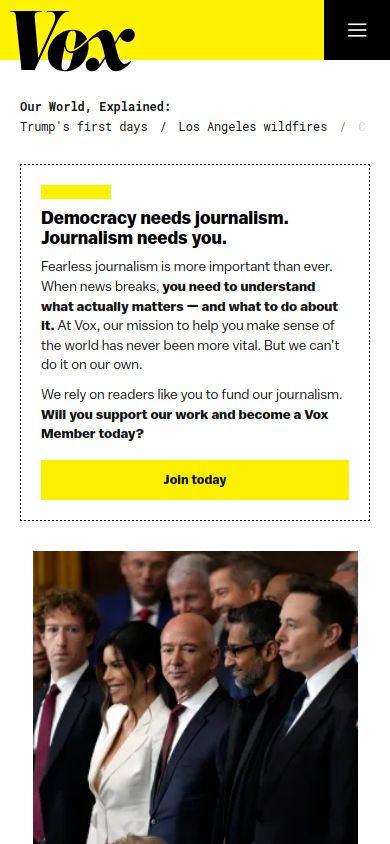 Vox
Our World, Explained:
Trump's first days / Los Angeles wildfires / C
Democracy needs journalism.
Journalism needs you.
Fearless journalism is more important than ever.
When news breaks, you need to understand
what actually matters — and what to do about
it. At Vox, our mission to help you make sense of
the world has never been more vital. But we can't
do it on our own.
We rely on readers like you to fund our journalism.
Will you support our work and become a Vox
Member today?
Join today